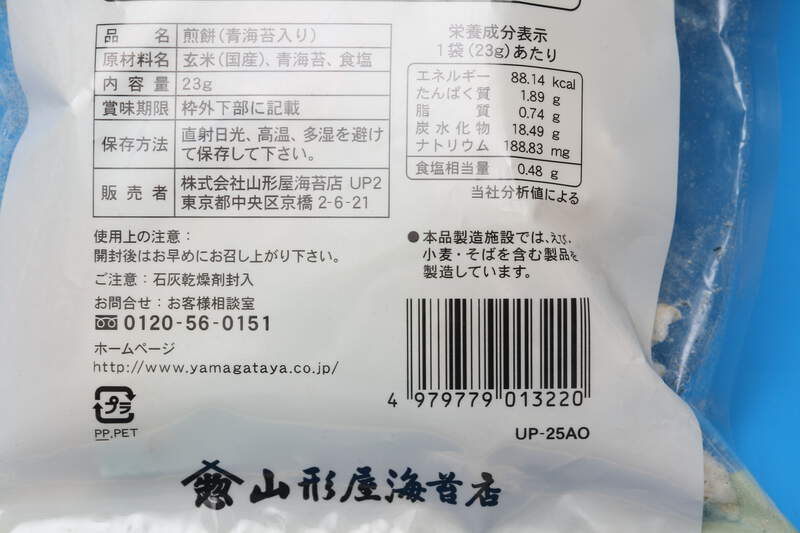 品名 煎餅(青海苔入り)
原材料名 玄米(国産)、青海苔、食塩
内容量 23g
賞味期限 枠外下部に記載
保存方法 直射日光、高温、多湿を避け
て保存して下さい。
販売者 株式会社山形屋海苔店 UP2
東京都中央区京橋 2-6-21
栄養成分表示
1袋(23g)あたり
エネルギー 88.14 kcal
たんぱく質 1.89 g
脂質 0.74 g
炭水化物 18.49 g
ナトリウム 188.83 mg
食塩相当量 0.48 g
当社分析値による
使用上の注意:
開封後はお早めにお召し上がり下さい。
ご注意:石灰乾燥剤封入
お問合せ:お客様相談室
0120-56-0151
ホームページ
http://www.yamagataya.co.jp/
プラ
PP,PET
●本品製造施設では、えび、
小麦・そばを含む製品を
製造しています。
4 979779 013220
UP-25AO
惣 山形屋海苔店